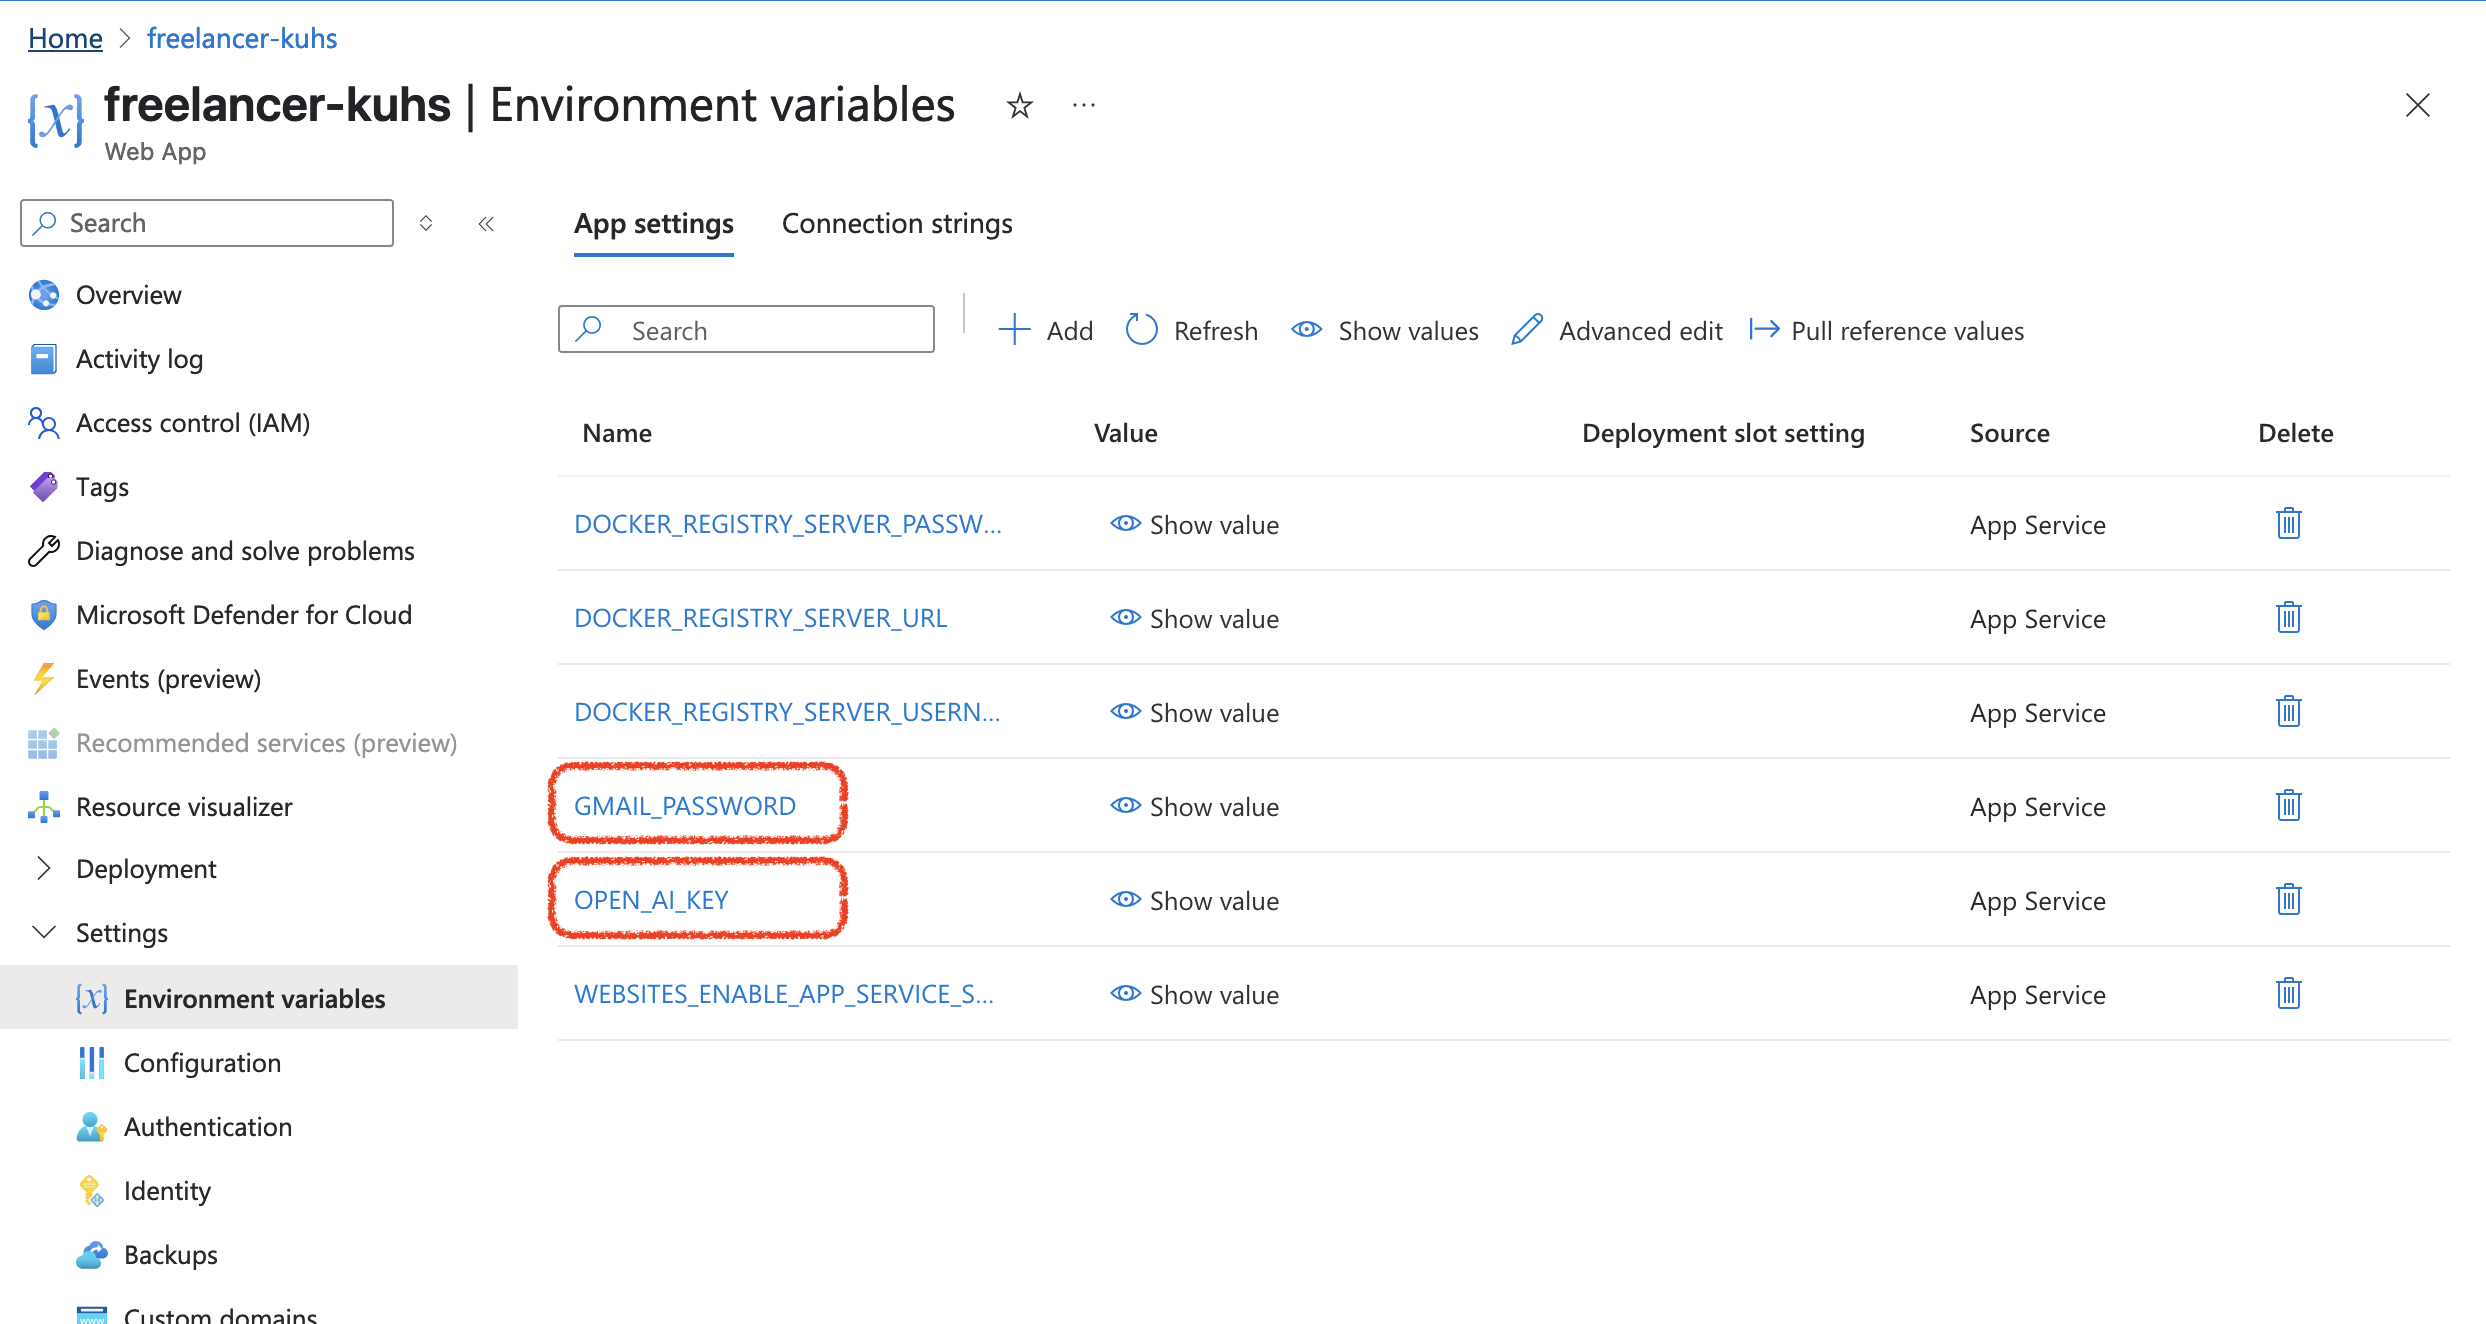 Home > freelancer-kuhs
freelancer-kuhs | Environment variables
Web App
Search
Overview
Activity log
Access control (IAM)
Tags
Diagnose and solve problems
Microsoft Defender for Cloud
Events (preview)
Recommended services (preview)
Resource visualizer
Deployment
Settings
Environment variables
Configuration
Authentication
Identity
Backups
Custom domains
App settings Connection strings
Search Add Refresh Show values Advanced edit Pull reference values
Name Value Deployment slot setting Source Delete
DOCKER_REGISTRY_SERVER_PASSW... Show value App Service
DOCKER_REGISTRY_SERVER_URL Show value App Service
DOCKER_REGISTRY_SERVER_USERN... Show value App Service
GMAIL_PASSWORD Show value App Service
OPEN_AI_KEY Show value App Service
WEBSITES_ENABLE_APP_SERVICE_S... Show value App Service